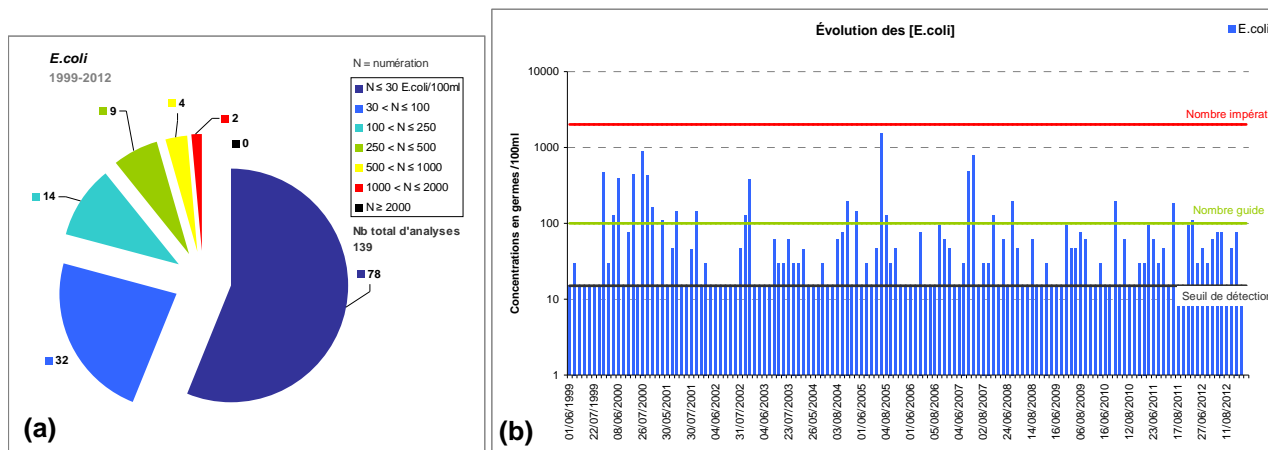 E.coli
1999-2012
N = numération
N ≤ 30 E.coli/100ml
30 < N ≤ 100
100 < N ≤ 250
250 < N ≤ 500
500 < N ≤ 1000
1000 < N ≤ 2000
N ≥ 2000
Nb total d'analyses
139
78
32
14
9
4
2
0
(a)
Évolution des [E.coli]
E.coli
Concentrations en germes /100ml
10000
1000
100
10
1
Nombre impérat
Nombre guide
Seuil de détection
01/06/1999
22/07/1999
08/06/2000
26/07/2000
30/05/2001
30/07/2001
04/06/2002
31/07/2002
04/06/2003
23/07/2003
26/05/2004
04/08/2004
01/06/2005
04/08/2005
01/06/2006
05/08/2006
04/06/2007
02/08/2007
24/06/2008
14/08/2008
09/06/2009
06/08/2009
16/06/2010
12/08/2010
23/06/2011
17/08/2011
27/06/2012
11/08/2012
(b)